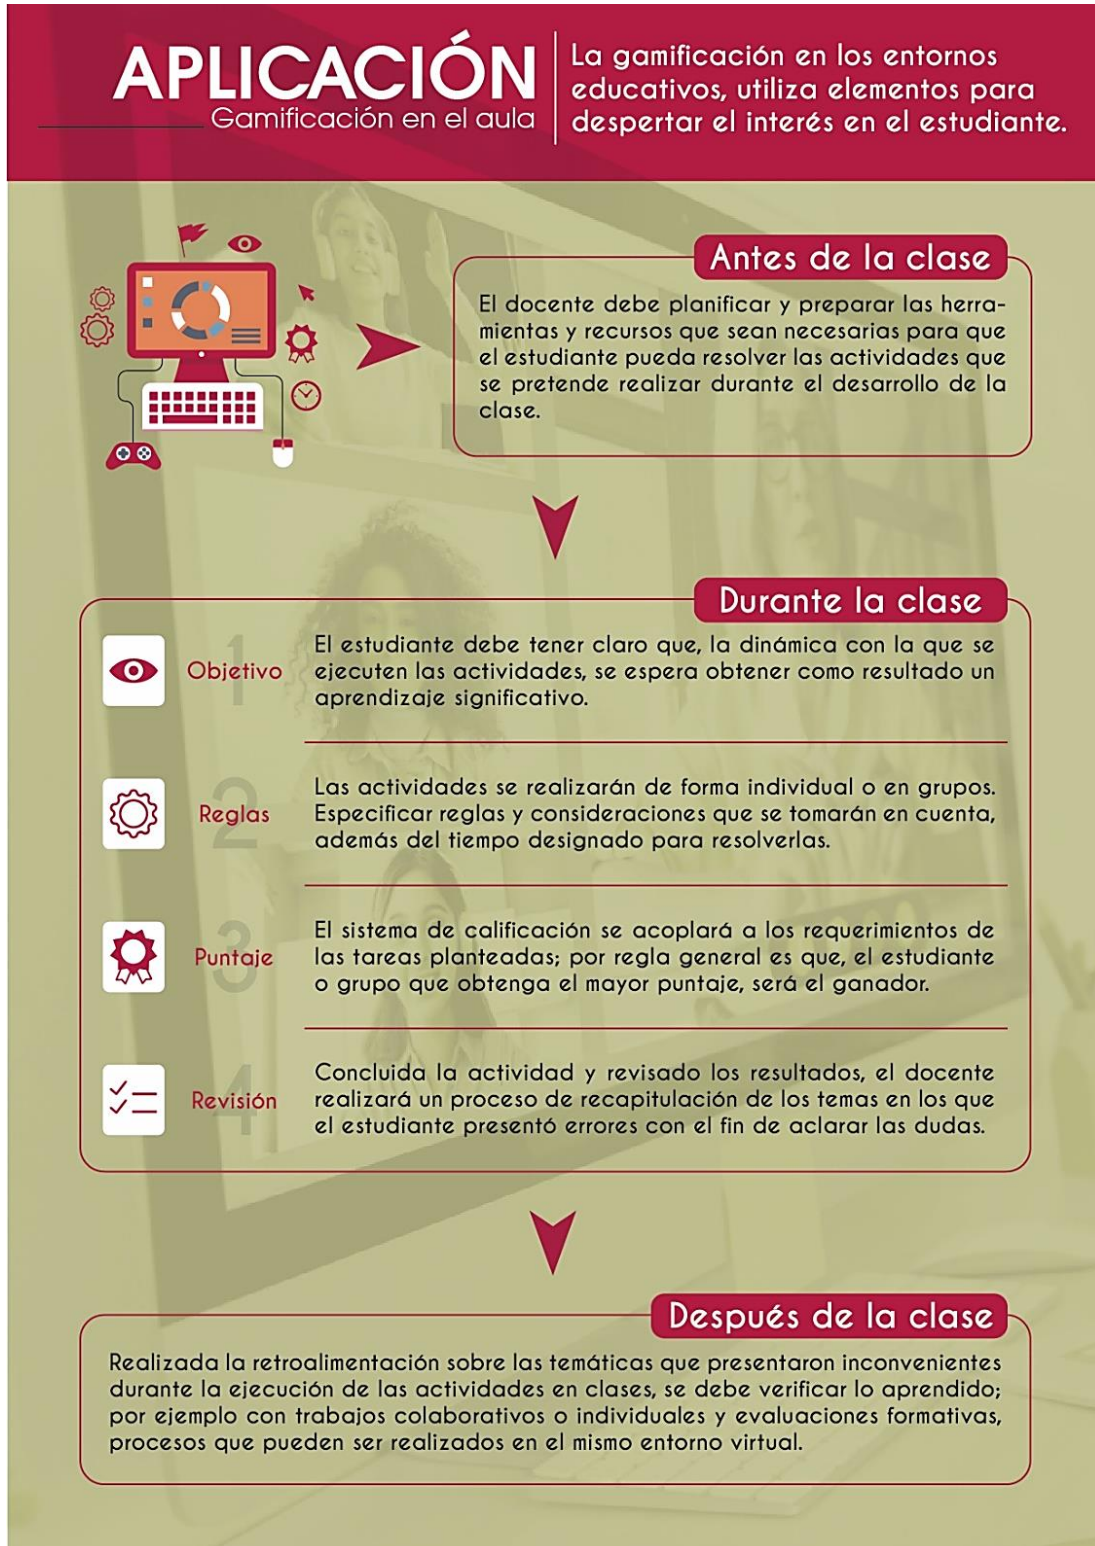 APLICACIÓN
Gamificación en el aula
La gamificación en los entornos
educativos, utiliza elementos para
despertar el interés en el estudiante.
Antes de la clase
El docente debe planificar y preparar las herra-
mientas y recursos que sean necesarias para que
el estudiante pueda resolver las actividades que
se pretende realizar durante el desarrollo de la
clase.
Durante la clase
1
Objetivo
El estudiante debe tener claro que, la dinámica con la que se
ejecuten las actividades, se espera obtener como resultado un
aprendizaje significativo.
2
Reglas
Las actividades se realizarán de forma individual o en grupos.
Especificar reglas y consideraciones que se tomarán en cuenta,
además del tiempo designado para resolverlas.
3
Puntaje
El sistema de calificación se acoplará a los requerimientos de
las tareas planteadas; por regla general es que, el estudiante
o grupo que obtenga el mayor puntaje, será el ganador.
4
Revisión
Concluida la actividad y revisado los resultados, el docente
realizará un proceso de recapitulación de los temas en los que
el estudiante presentó errores con el fin de aclarar las dudas.
Después de la clase
Realizada la retroalimentación sobre las temáticas que presentaron inconvenientes
durante la ejecución de las actividades en clases, se debe verificar lo aprendido;
por ejemplo con trabajos colaborativos o individuales y evaluaciones formativas,
procesos que pueden ser realizados en el mismo entorno virtual.